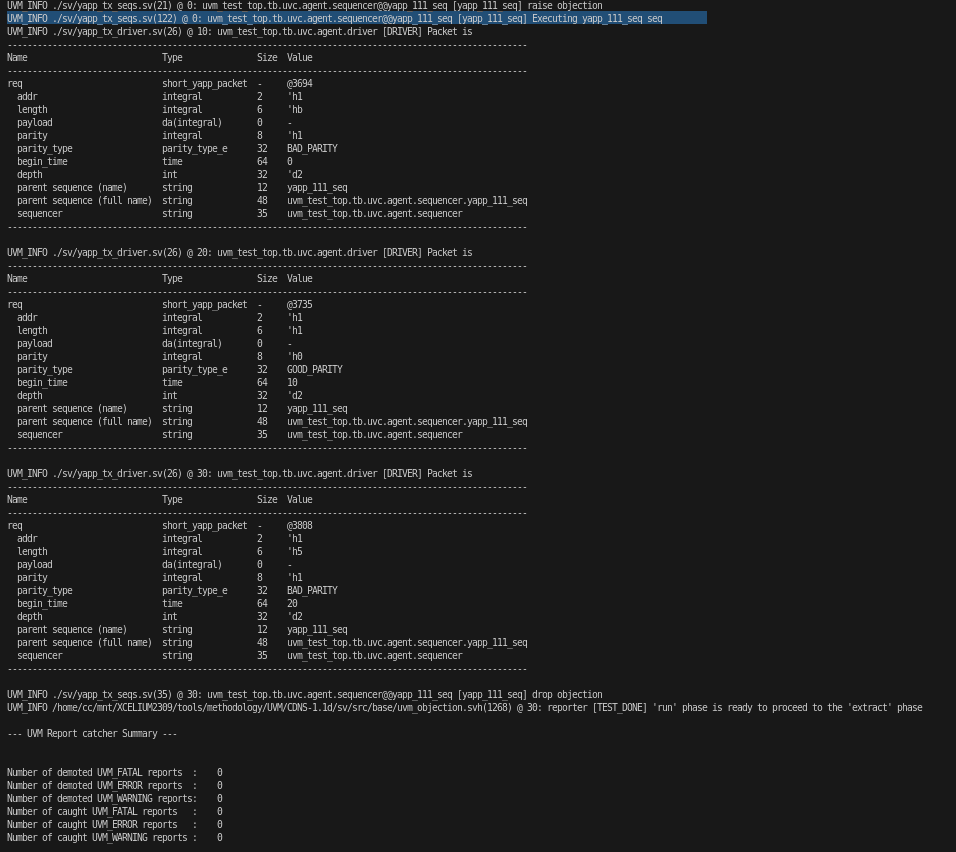 UVM_INFO ./sv/yapp_tx_seqs.sv(21) @ 0: uvm_test_top.tb.uvc.agent.sequencer@@yapp_111_seq [yapp_111_seq] raise objection
UVM_INFO ./sv/yapp_tx_seqs.sv(122) @ 0: uvm_test_top.tb.uvc.agent.sequencer@@yapp_111_seq [yapp_111_seq] Executing yapp_111_seq seq
UVM_INFO ./sv/yapp_tx_driver.sv(26) @ 10: uvm_test_top.tb.uvc.agent.driver [DRIVER] Packet is
--------------------------------------------------------------------------------------------------------
Name                           Type               Size  Value
--------------------------------------------------------------------------------------------------------
req                            short_yapp_packet  -     @3694
  addr                         integral           2     'h1
  length                       integral           6     'hb
  payload                      da(integral)       0     -
  parity                       integral           8     'h1
  parity_type                  parity_type_e      32    BAD_PARITY
  begin_time                   time               64    0
  depth                        int                32    'd2
  parent sequence (name)       string             12    yapp_111_seq
  parent sequence (full name)  string             48    uvm_test_top.tb.uvc.agent.sequencer.yapp_111_seq
  sequencer                    string             35    uvm_test_top.tb.uvc.agent.sequencer
--------------------------------------------------------------------------------------------------------
UVM_INFO ./sv/yapp_tx_driver.sv(26) @ 20: uvm_test_top.tb.uvc.agent.driver [DRIVER] Packet is
--------------------------------------------------------------------------------------------------------
Name                           Type               Size  Value
--------------------------------------------------------------------------------------------------------
req                            short_yapp_packet  -     @3735
  addr                         integral           2     'h1
  length                       integral           6     'h1
  payload                      da(integral)       0     -
  parity                       integral           8     'h0
  parity_type                  parity_type_e      32    GOOD_PARITY
  begin_time                   time               64    10
  depth                        int                32    'd2
  parent sequence (name)       string             12    yapp_111_seq
  parent sequence (full name)  string             48    uvm_test_top.tb.uvc.agent.sequencer.yapp_111_seq
  sequencer                    string             35    uvm_test_top.tb.uvc.agent.sequencer
--------------------------------------------------------------------------------------------------------
UVM_INFO ./sv/yapp_tx_driver.sv(26) @ 30: uvm_test_top.tb.uvc.agent.driver [DRIVER] Packet is
--------------------------------------------------------------------------------------------------------
Name                           Type               Size  Value
--------------------------------------------------------------------------------------------------------
req                            short_yapp_packet  -     @3808
  addr                         integral           2     'h1
  length                       integral           6     'h5
  payload                      da(integral)       0     -
  parity                       integral           8     'h1
  parity_type                  parity_type_e      32    BAD_PARITY
  begin_time                   time               64    20
  depth                        int                32    'd2
  parent sequence (name)       string             12    yapp_111_seq
  parent sequence (full name)  string             48    uvm_test_top.tb.uvc.agent.sequencer.yapp_111_seq
  sequencer                    string             35    uvm_test_top.tb.uvc.agent.sequencer
--------------------------------------------------------------------------------------------------------
UVM_INFO ./sv/yapp_tx_seqs.sv(35) @ 30: uvm_test_top.tb.uvc.agent.sequencer@@yapp_111_seq [yapp_111_seq] drop objection
UVM_INFO /home/cc/mnt/XCELIUM2309/tools/methodology/UVM/CDNS-1.1d/sv/src/base/uvm_objection.svh(1268) @ 30: reporter [TEST_DONE] 'run' phase is ready to proceed to the 'extract' phase
--- UVM Report catcher Summary ---
Number of demoted UVM_FATAL reports  :    0
Number of demoted UVM_ERROR reports  :    0
Number of demoted UVM_WARNING reports:    0
Number of caught UVM_FATAL reports   :    0
Number of caught UVM_ERROR reports   :    0
Number of caught UVM_WARNING reports :    0